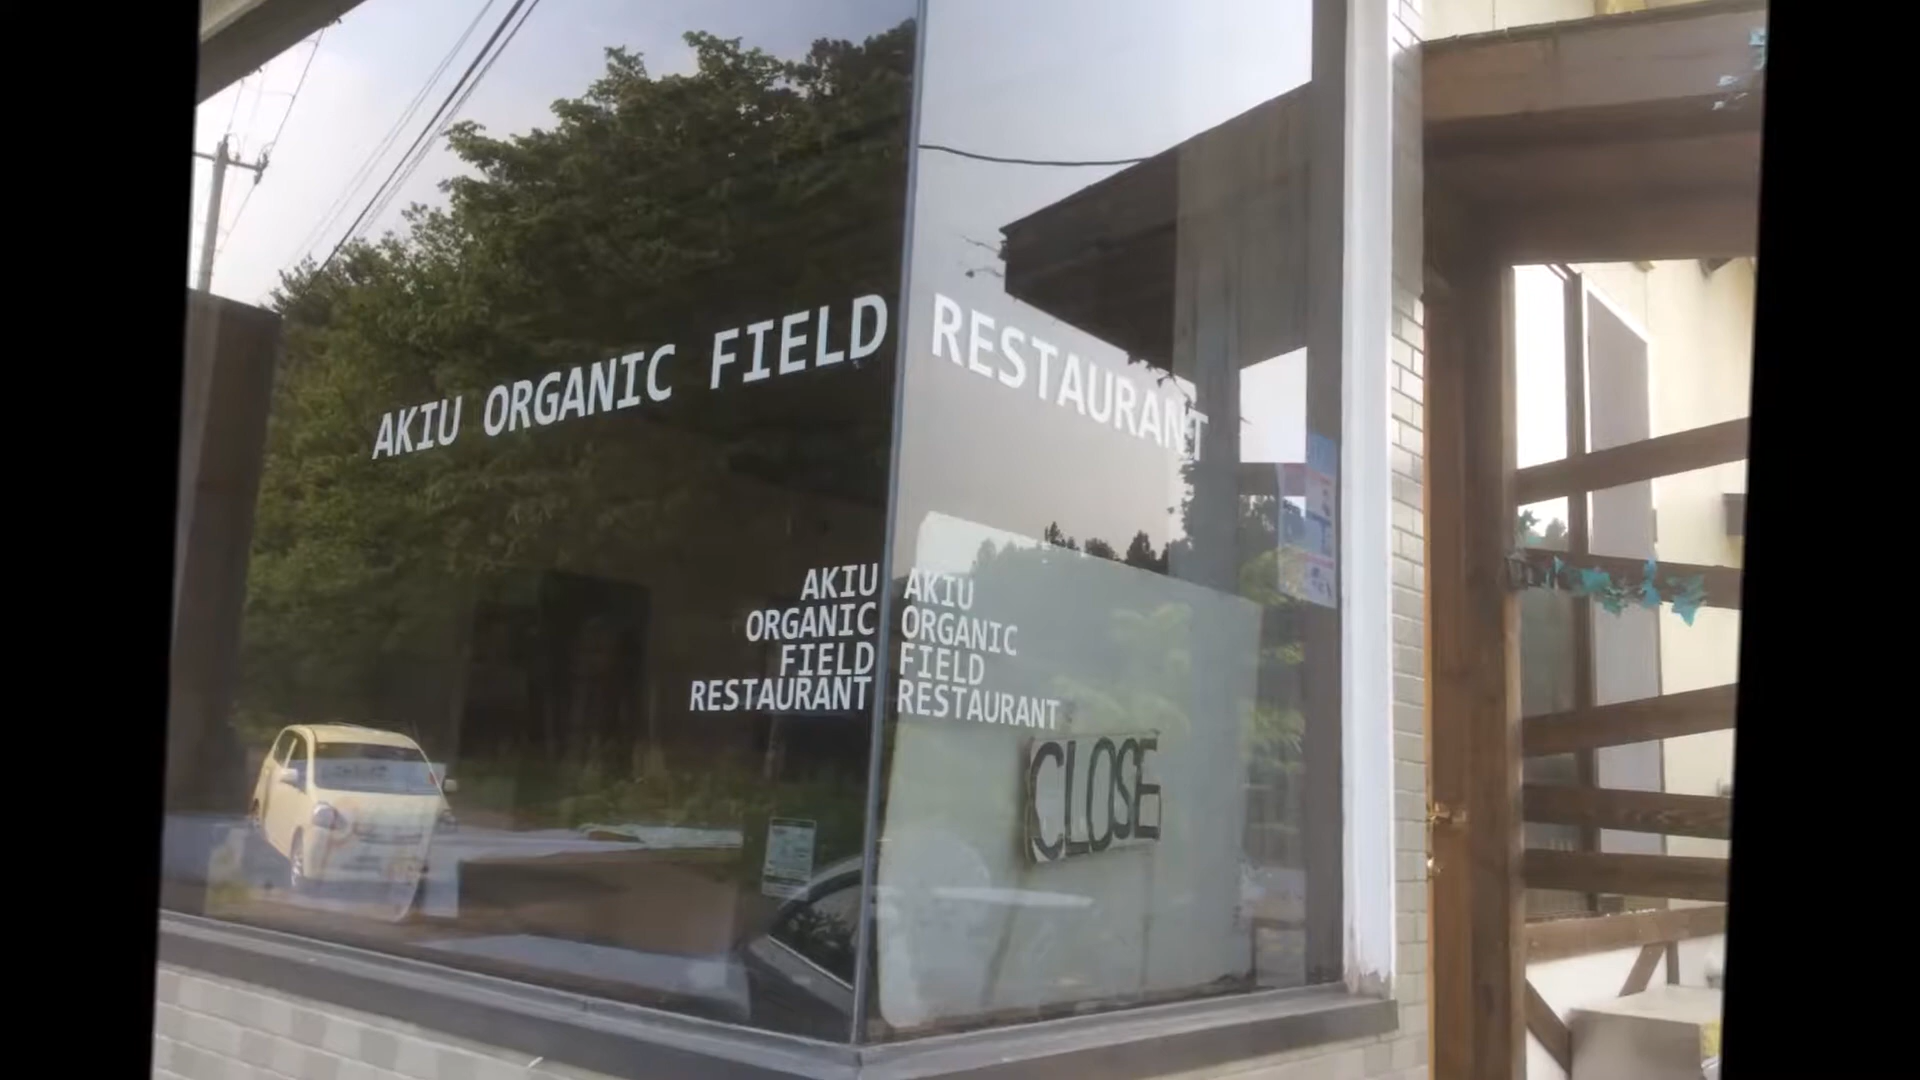 AKIU ORGANIC FIELD RESTAURANT
AKIU
ORGANIC
FIELD
RESTAURANT
AKIU
ORGANIC
FIELD
RESTAURANT
CLOSE